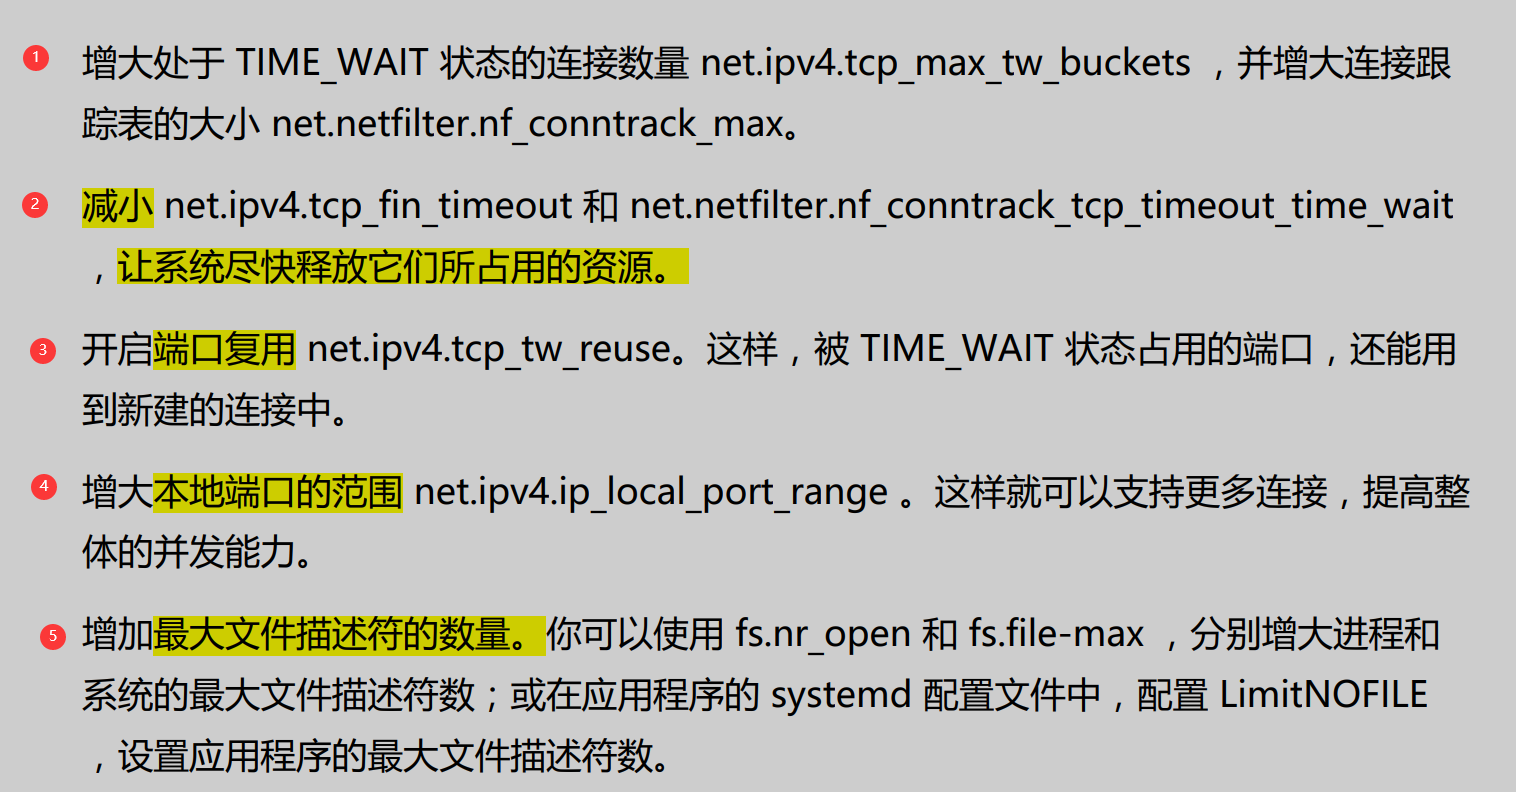 1 增大处于 TIME_WAIT 状态的连接数量 net.ipv4.tcp_max_tw_buckets ，并增大连接跟
踪表的大小 net.netfilter.nf_conntrack_max。
2 减小 net.ipv4.tcp_fin_timeout 和 net.netfilter.nf_conntrack_tcp_timeout_time_wait
，让系统尽快释放它们所占用的资源。
3 开启端口复用 net.ipv4.tcp_tw_reuse。这样，被 TIME_WAIT 状态占用的端口，还能用
到新建的连接中。
4 增大本地端口的范围 net.ipv4.ip_local_port_range 。这样就可以支持更多连接，提高整
体的并发能力。
5 增加最大文件描述符的数量。你可以使用 fs.nr_open 和 fs.file-max ，分别增大进程和
系统的最大文件描述符数；或在应用程序的 systemd 配置文件中，配置 LimitNOFILE
，设置应用程序的最大文件描述符数。